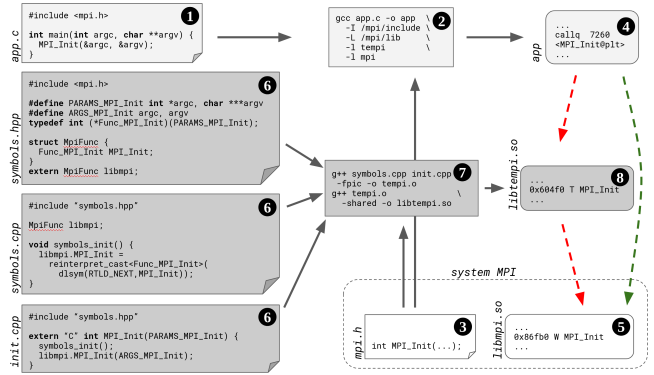 app.c
1
#include <mpi.h>
int main(int argc, char **argv) {
MPI_Init(&argc, &argv);
}
2
gcc app.c -o app \
-I /mpi/include \
-L /mpi/lib \
-l tempi \
-l mpi
app
4
...
callq 7260
<MPI_Init@plt>
...
symbols.hpp
6
#include <mpi.h>
#define PARAMS_MPI_Init int *argc, char ***argv
#define ARGS_MPI_Init argc, argv
typedef int (*Func_MPI_Init)(PARAMS_MPI_Init);
struct MpiFunc {
Func_MPI_Init MPI_Init;
}
extern MpiFunc libmpi;
7
g++ symbols.cpp init.cpp
-fpic -o tempi.o
g++ tempi.o \
-shared -o libtempi.so
libtempi.so
8
...
0x604f0 T MPI_Init
...
symbols.cpp
6
#include "symbols.hpp"
MpiFunc libmpi;
void symbols_init() {
libmpi.MPI_Init =
reinterpret_cast<Func_MPI_Init>(
dlsym(RTLD_NEXT,MPI_Init));
}
init.cpp
6
#include "symbols.hpp"
extern "C" int MPI_Init(PARAMS_MPI_Init) {
symbols_init();
libmpi.MPI_Init(ARGS_MPI_Init);
}
system MPI
mpi.h
3
int MPI_Init(...);
libmpi.so
5
...
0x86fb0 W MPI_Init
...